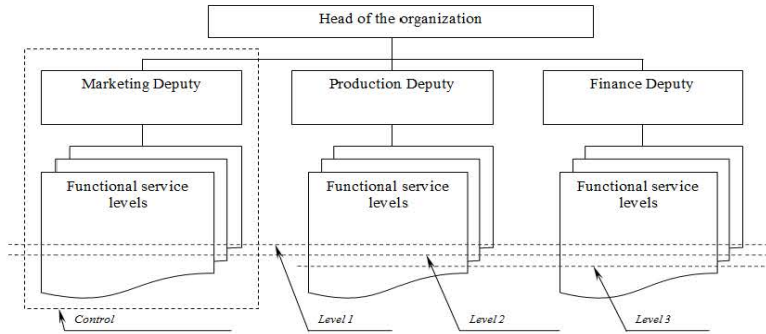 Head of the organization
Marketing Deputy
Production Deputy
Finance Deputy
Functional service
levels
Functional service
levels
Functional service
levels
Control
Level 1
Level 2
Level 3